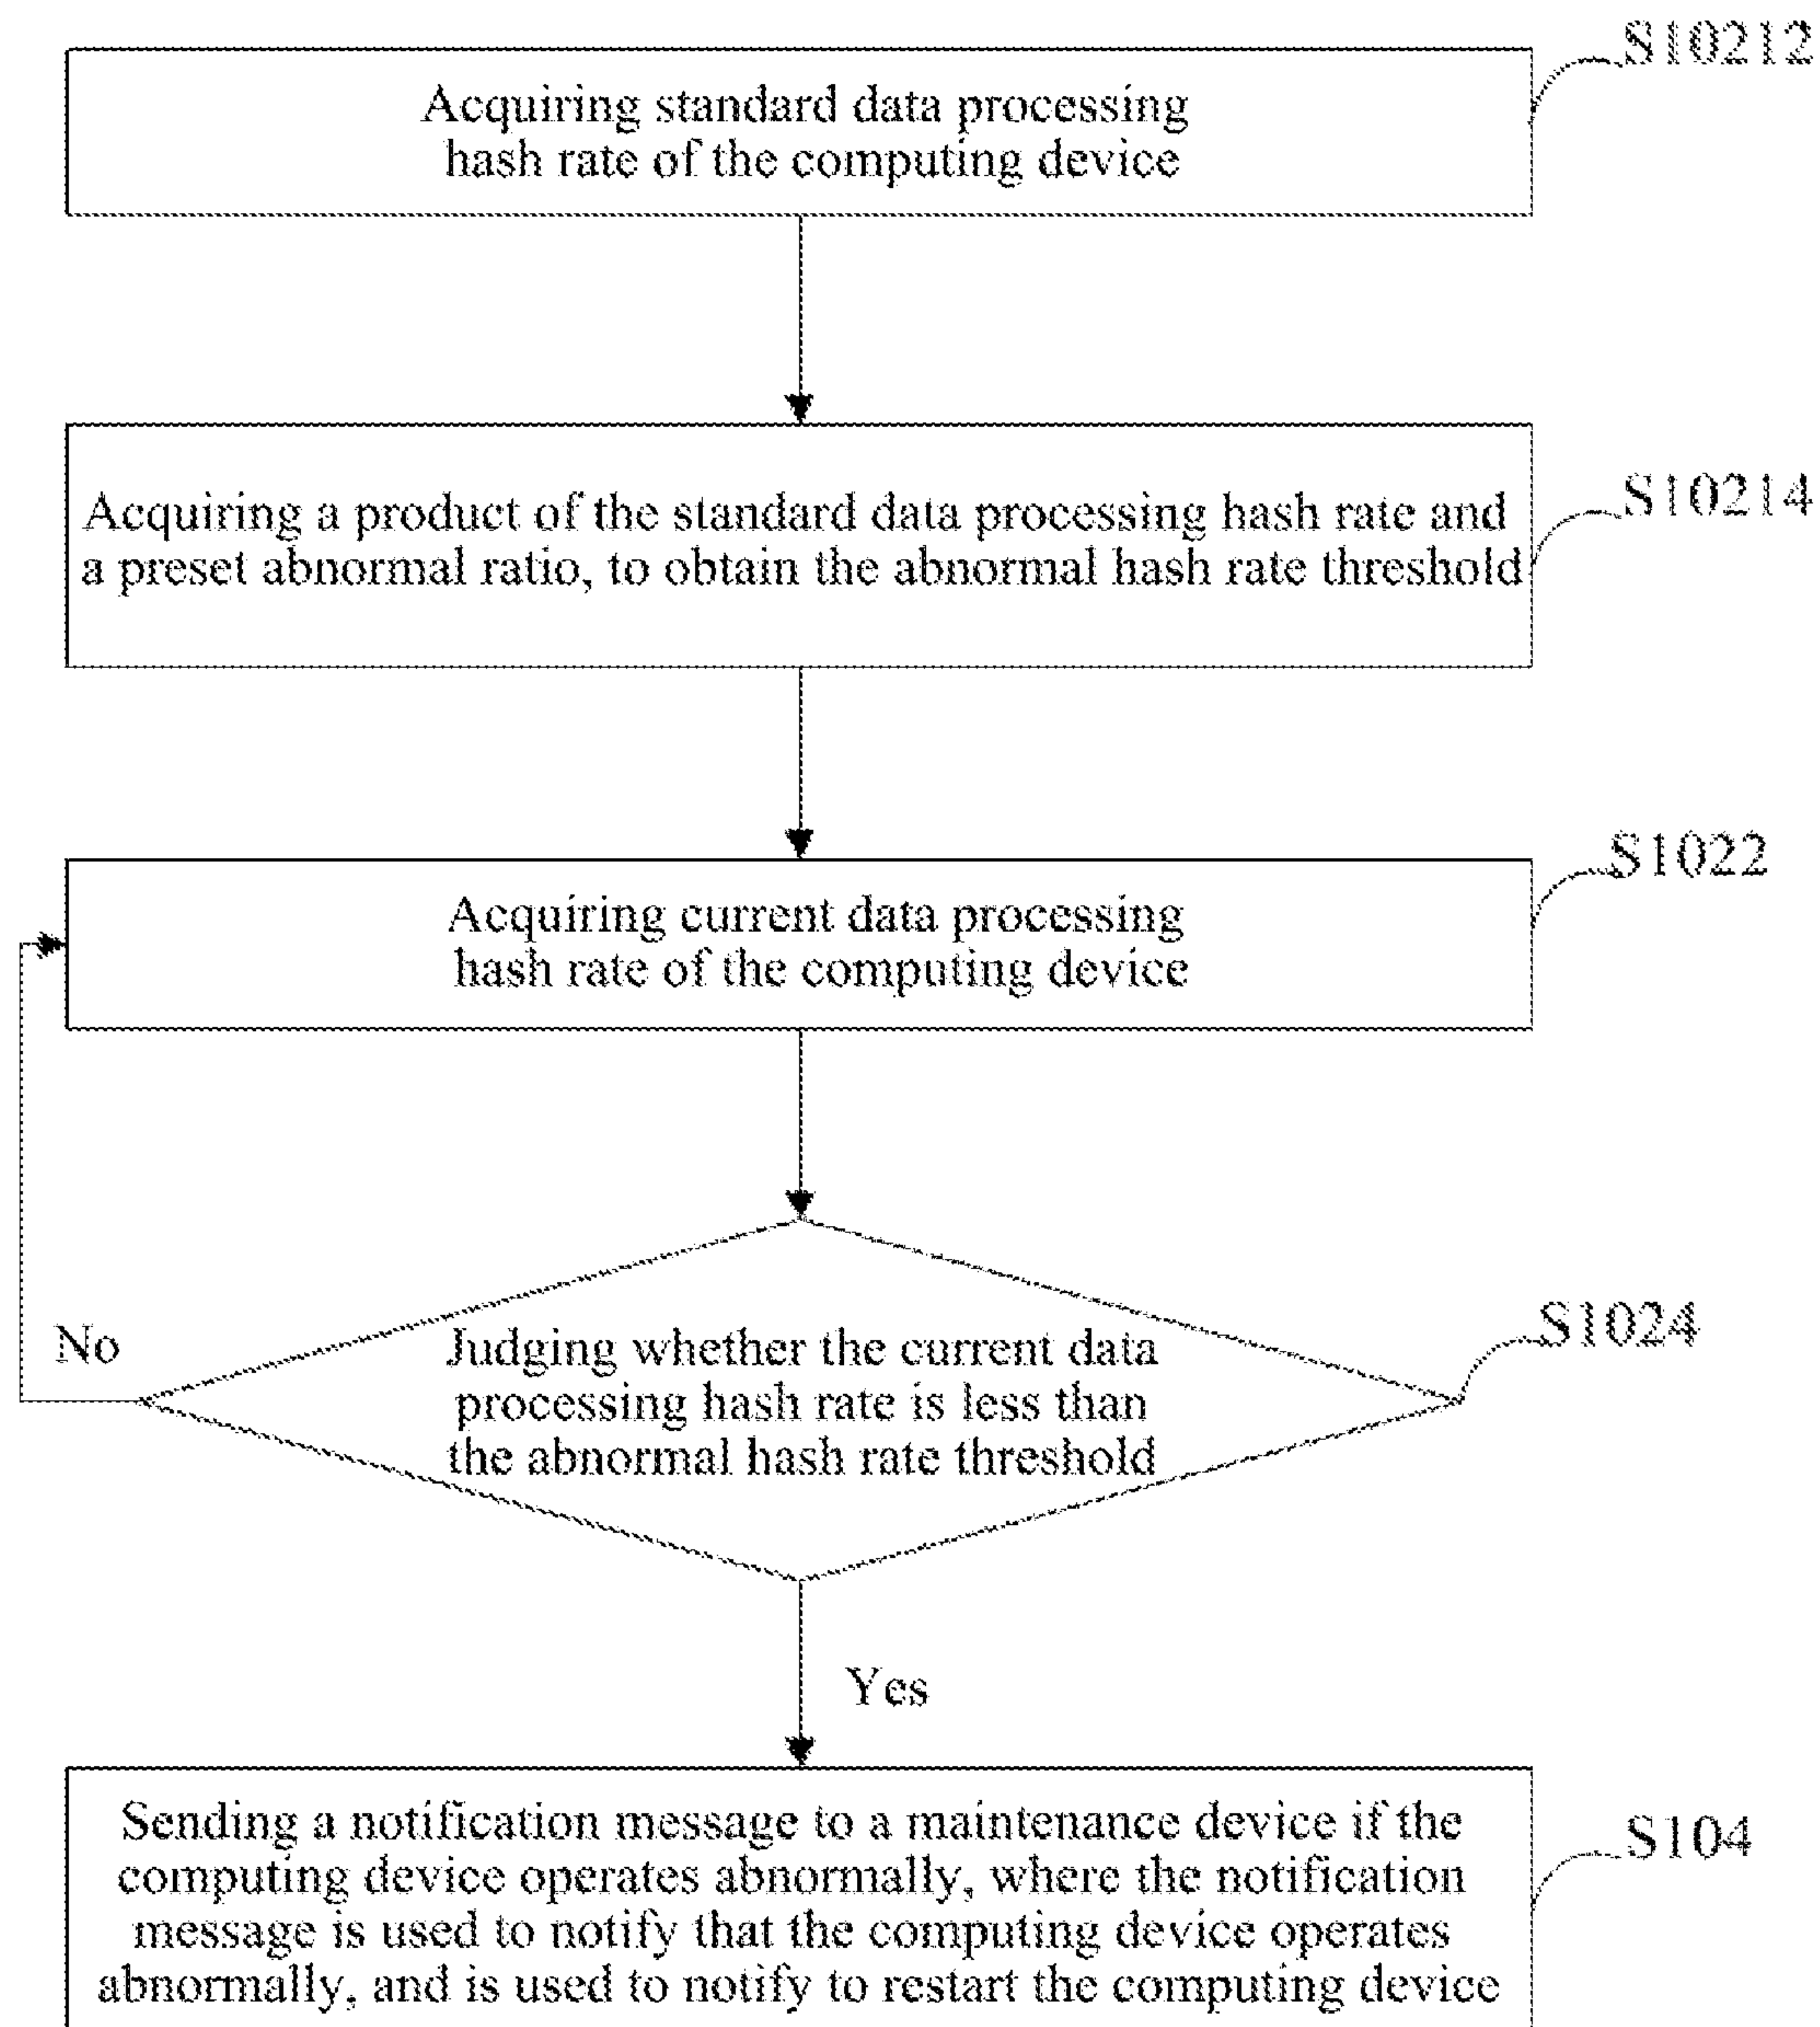 S10212
Acquiring standard data processing
hash rate of the computing device
S10214
Acquiring a product of the standard data processing hash rate and
a preset abnormal ratio, to obtain the abnormal hash rate threshold
S1022
Acquiring current data processing
hash rate of the computing device
S1024
No
Judging whether the current data
processing hash rate is less than
the abnormal hash rate threshold
Yes
S104
Sending a notification message to a maintenance device if the
computing device operates abnormally, where the notification
message is used to notify that the computing device operates
abnormally, and is used to notify to restart the computing device